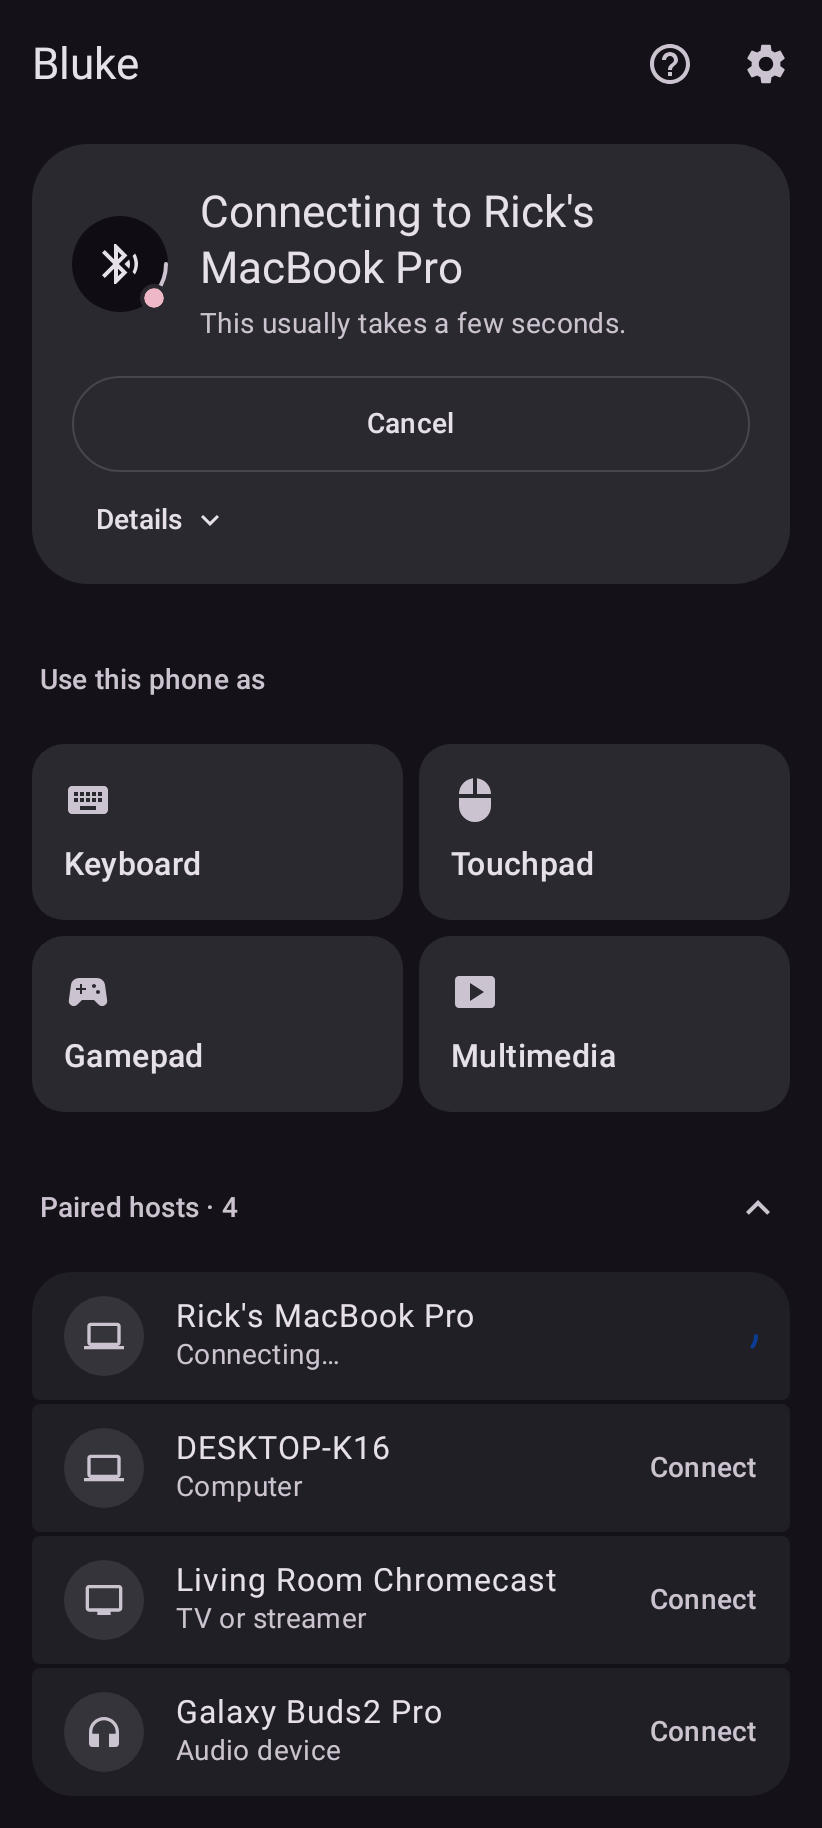 Bluke
Connecting to Rick's
MacBook Pro
This usually takes a few seconds.
Cancel
Details
Use this phone as
Keyboard
Touchpad
Gamepad
Multimedia
Paired hosts · 4
Rick's MacBook Pro
Connecting…
DESKTOP-K16
Computer
Connect
Living Room Chromecast
TV or streamer
Connect
Galaxy Buds2 Pro
Audio device
Connect